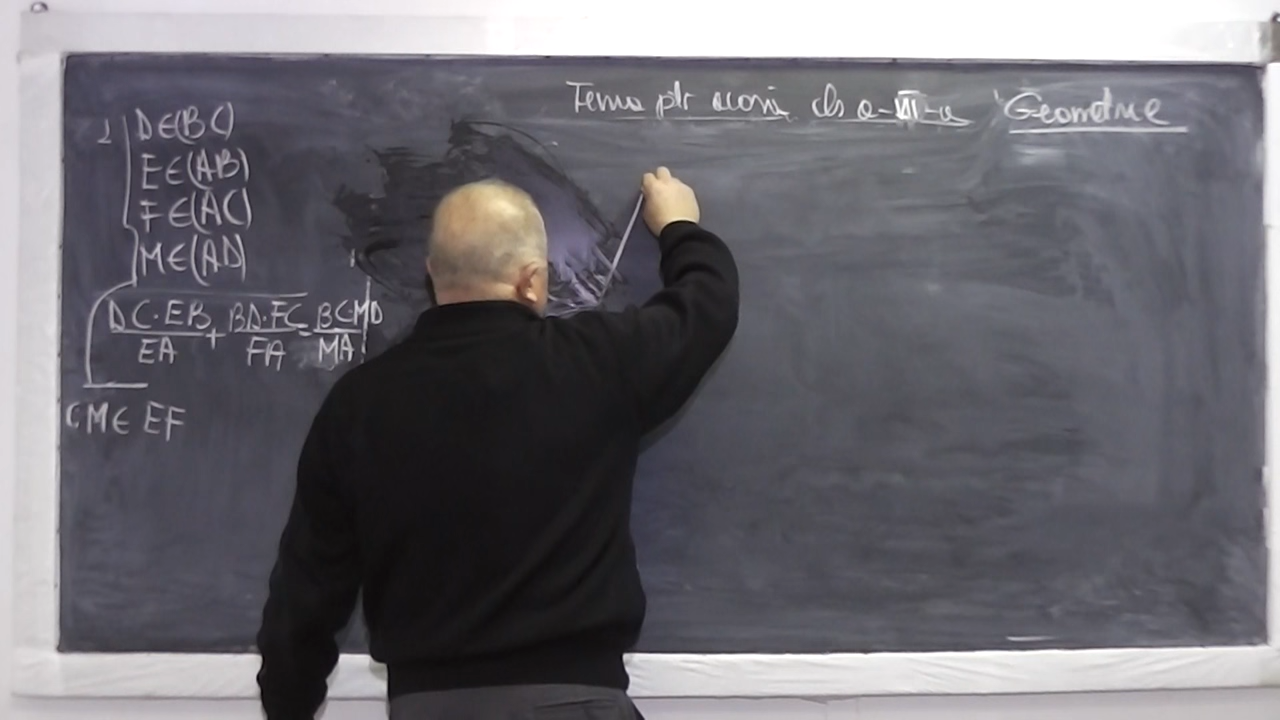 Tema ptr acasă cls a-VII-a Geometrie
2 D∈(BC)
E∈(AB)
F∈(AC)
M∈(AD)
DC·EB/EA + BD·FC/FA = BC·MD/MA
M∈ EF